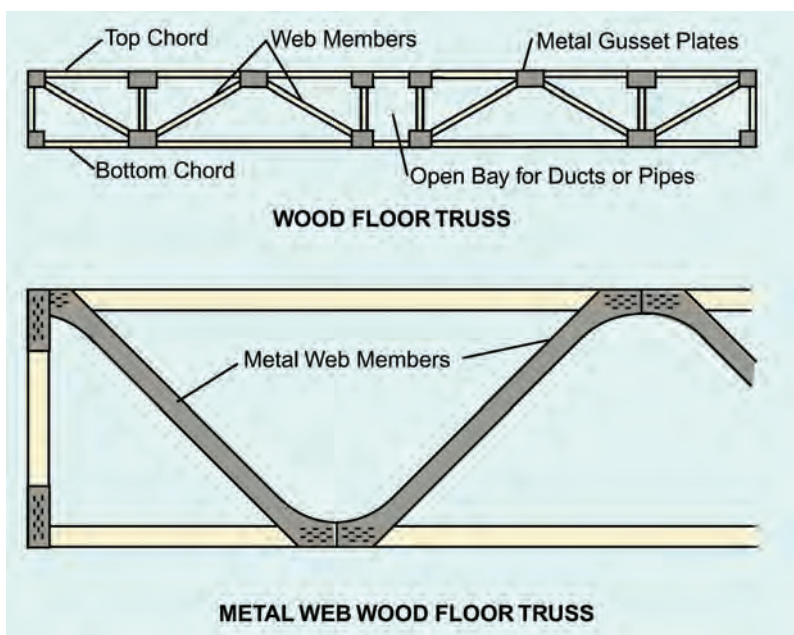 Top Chord
Web Members
Metal Gusset Plates
Bottom Chord
Open Bay for Ducts or Pipes
WOOD FLOOR TRUSS
Metal Web Members
METAL WEB WOOD FLOOR TRUSS